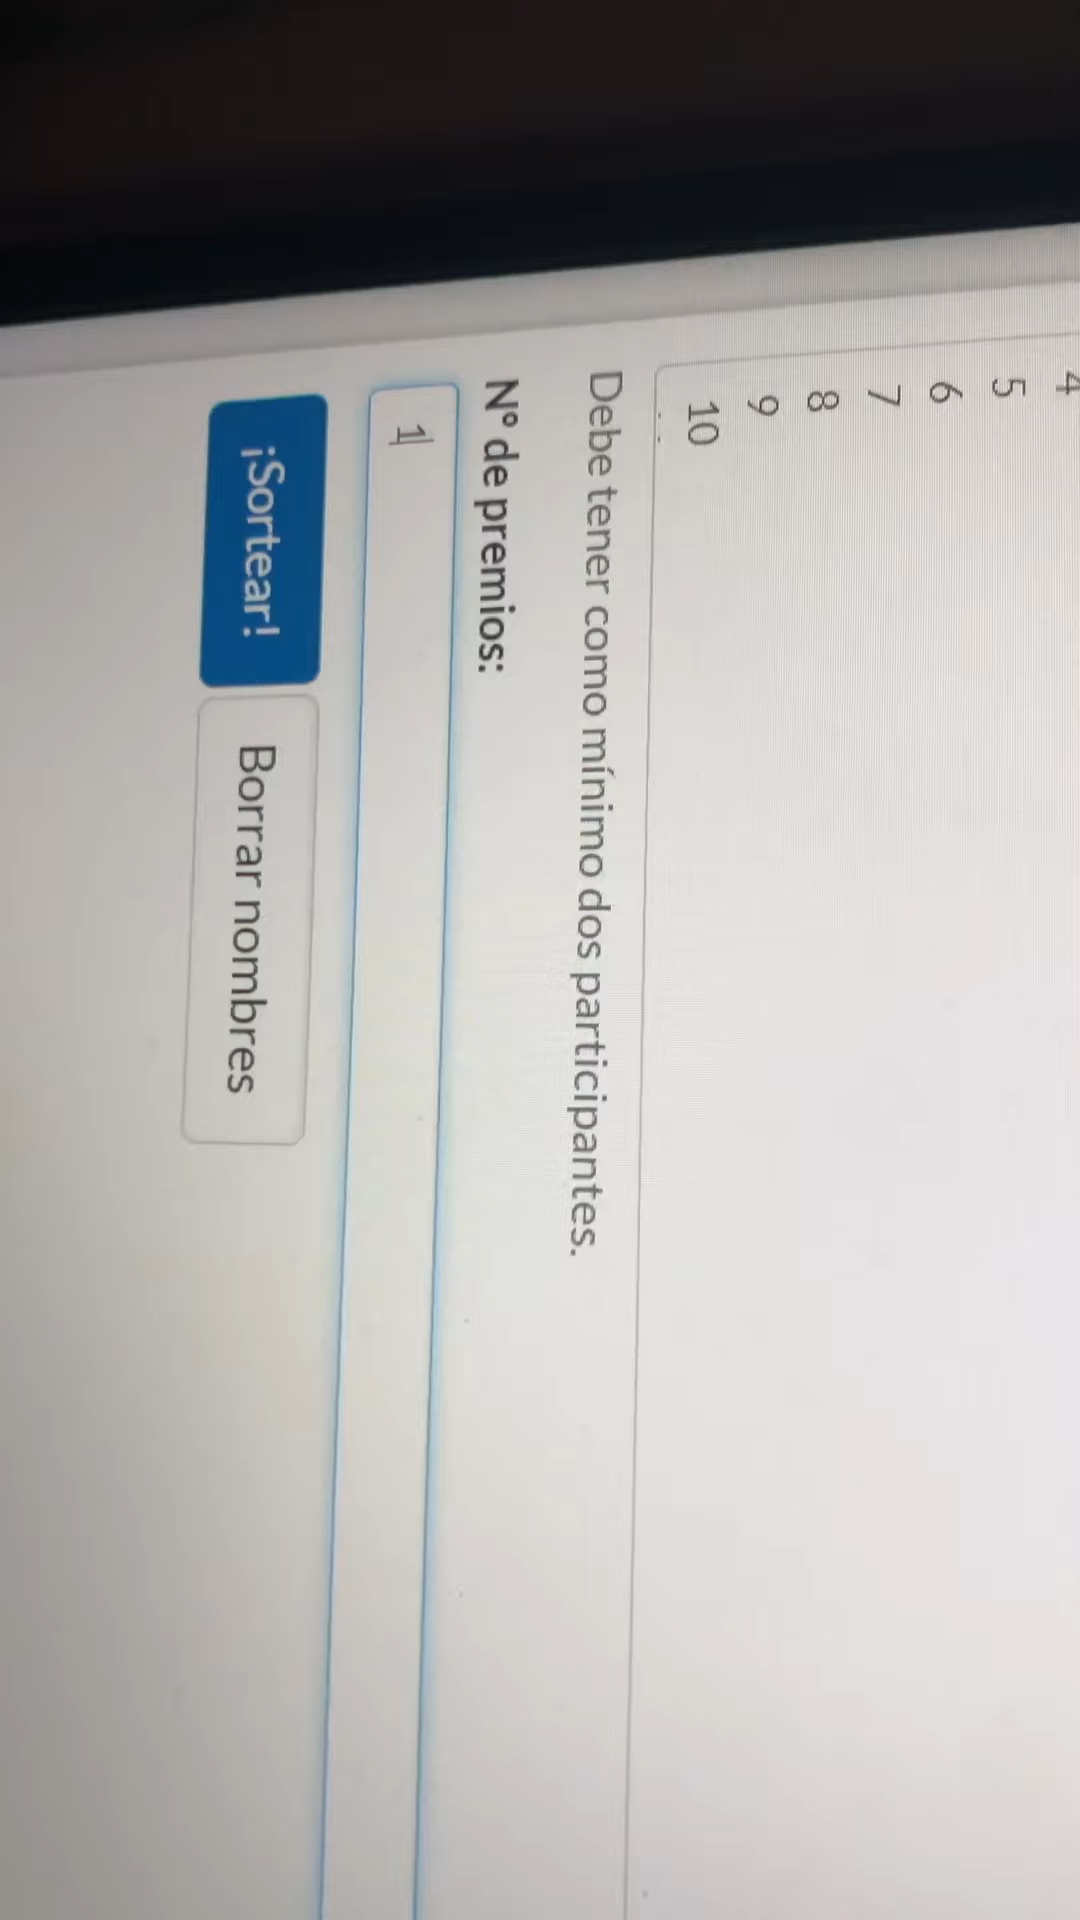 4
5
6
7
8
9
10
Debe tener como mínimo dos participantes.
Nº de premios:
1
¡Sortear! Borrar nombres